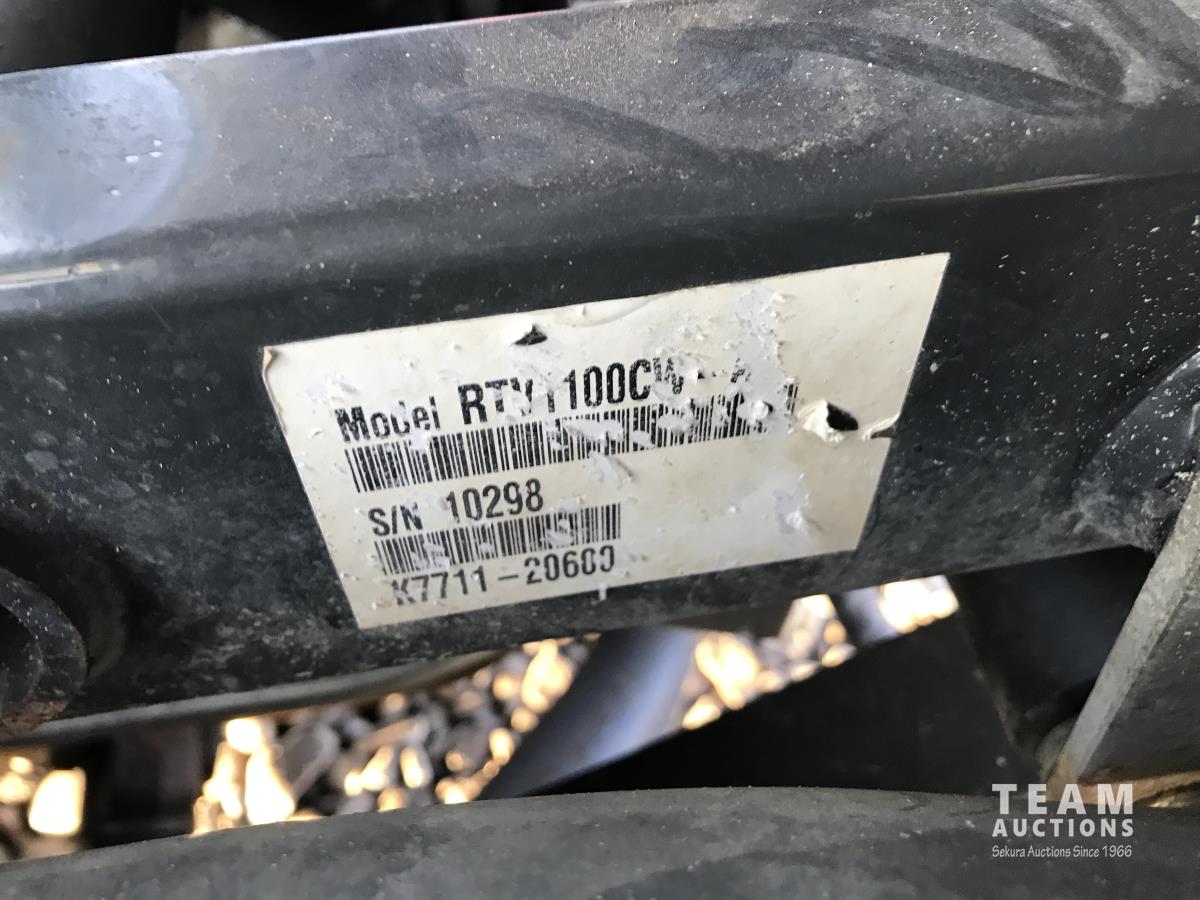 Model RTV1100CW-A
S/N 10298
K7711-20600
TEAM
AUCTIONS
Sekura Auctions Since 1966